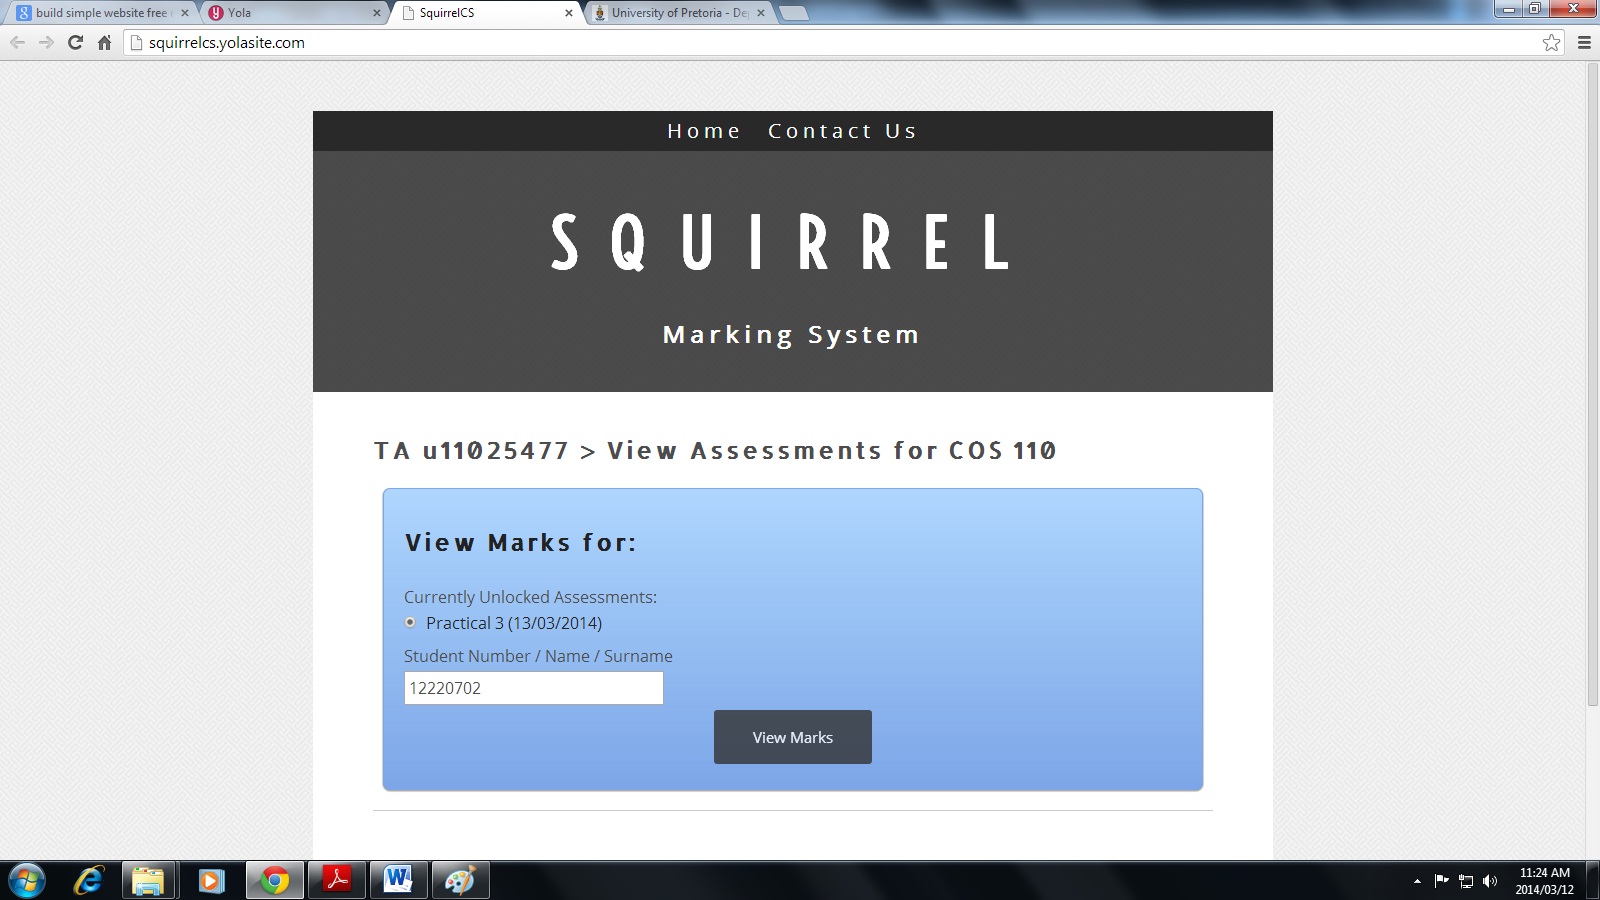 build simple website free
Yola
SquirrelCS
University of Pretoria - De
squirrelcs.yolasite.com
Home Contact Us
SQUIRREL
Marking System
TA u11025477 > View Assessments for COS 110
View Marks for:
Currently Unlocked Assessments:
Practical 3 (13/03/2014)
Student Number / Name / Surname
12220702
View Marks
11:24 AM
2014/03/12